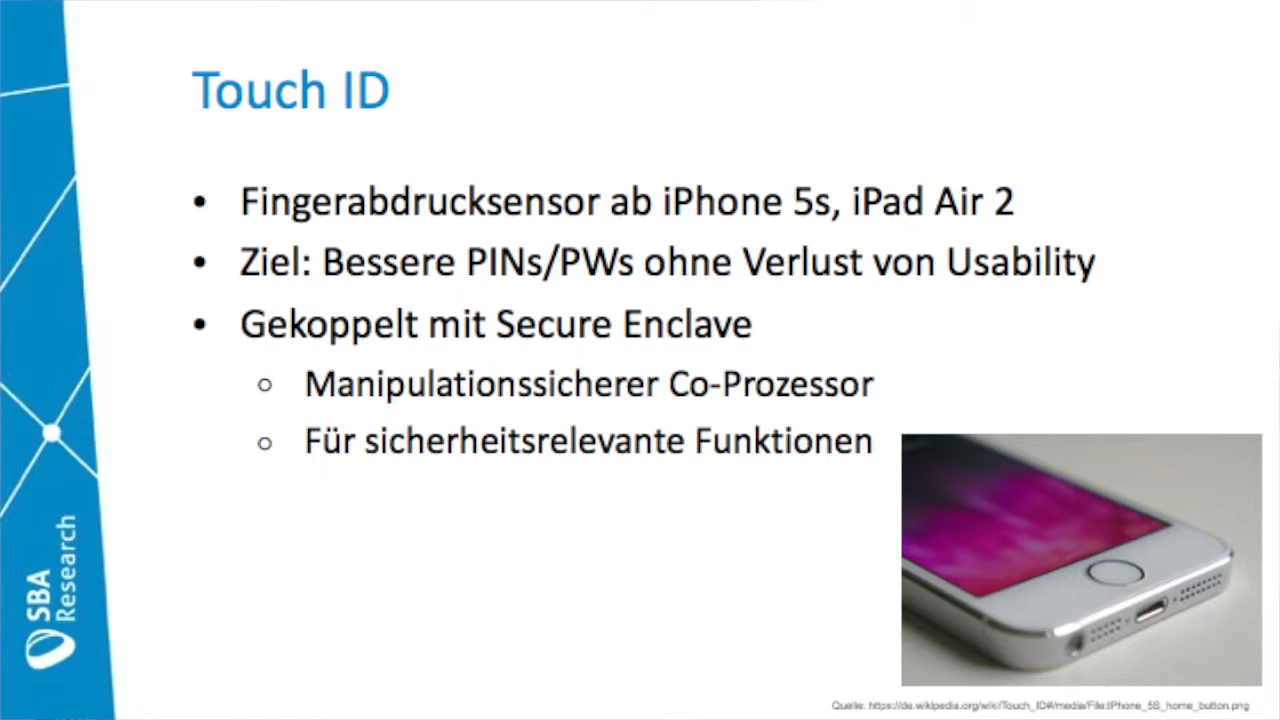 Touch ID
• Fingerabdrucksensor ab iPhone 5s, iPad Air 2
• Ziel: Bessere PINs/PWs ohne Verlust von Usability
• Gekoppelt mit Secure Enclave
○ Manipulationssicherer Co-Prozessor
○ Für sicherheitsrelevante Funktionen
SBA
Research
Quelle: https://de.wikipedia.org/wiki/Touch_ID#/media/File:IPhone_5S_home_button.png